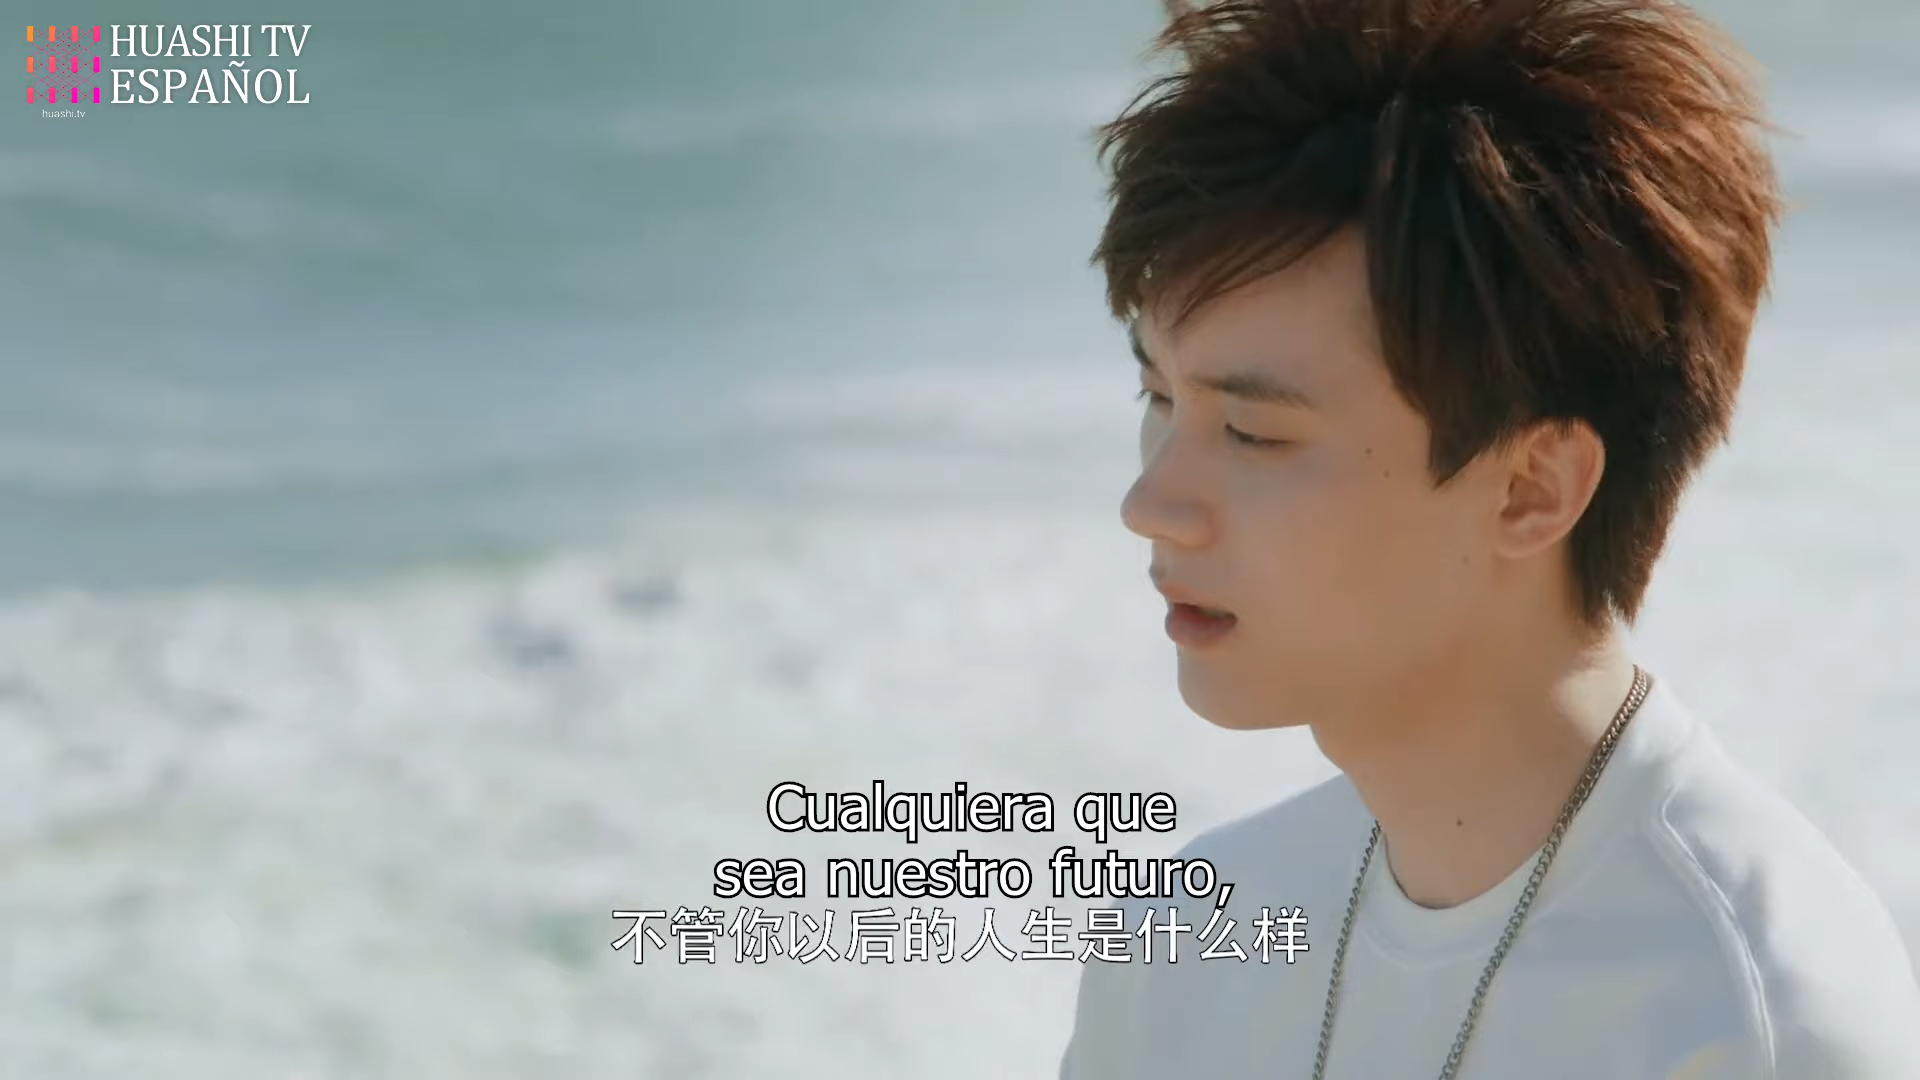 HUASHI TV
ESPAÑOL
huashi.tv
Cualquiera que
sea nuestro futuro,
不管你以后的人生是什么样